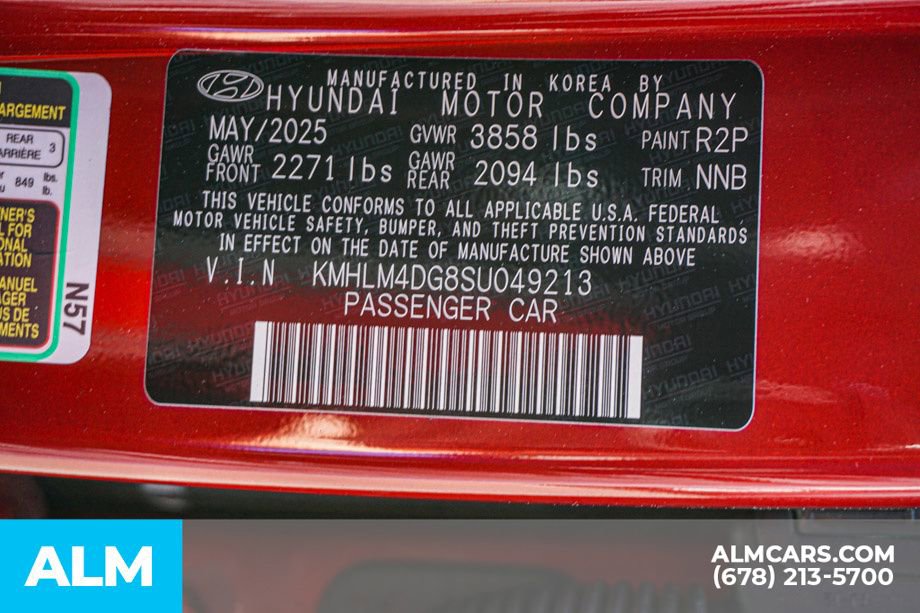 MANUFACTURED IN KOREA BY
HYUNDAI MOTOR COMPANY
MAY/2025 GVWR 3858 lbs PAINT R2P
GAWR FRONT 2271 lbs GAWR REAR 2094 lbs TRIM NNB
THIS VEHICLE CONFORMS TO ALL APPLICABLE U.S.A. FEDERAL
MOTOR VEHICLE SAFETY, BUMPER, AND THEFT PREVENTION STANDARDS
IN EFFECT ON THE DATE OF MANUFACTURE SHOWN ABOVE
V.I.N KMHLM4DG8SU049213
PASSENGER CAR
REAR 3
849 lbs.
lb.
N57
ALM
ALMCARS.COM
(678) 213-5700